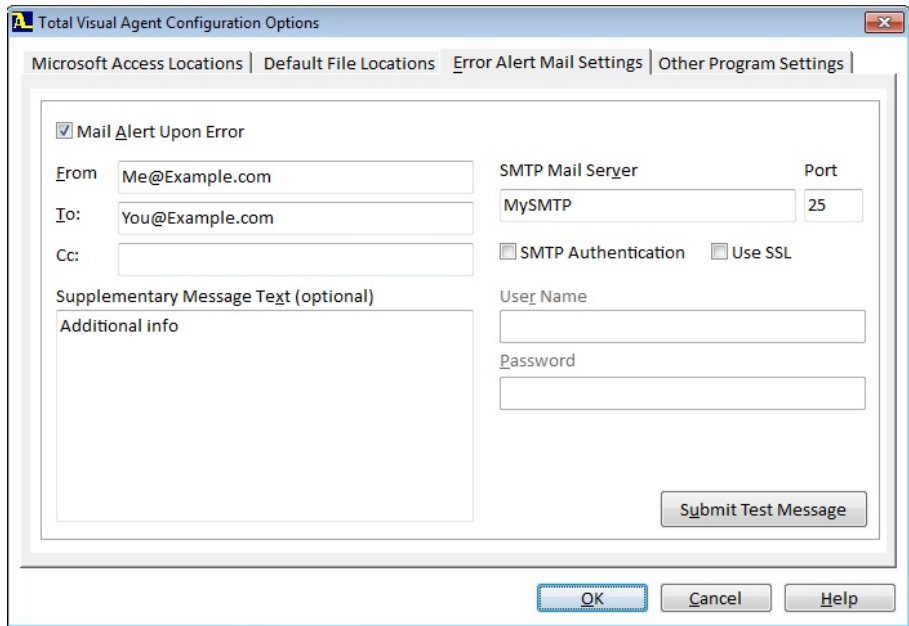 Total Visual Agent Configuration Options
Microsoft Access Locations
Default File Locations
Error Alert Mail Settings
Other Program Settings
Mail Alert Upon Error
From
Me@Example.com
To:
You@Example.com
Cc:
Supplementary Message Text (optional)
Additional info
SMTP Mail Server
Port
MySMTP
25
SMTP Authentication
Use SSL
User Name
Password
Submit Test Message
OK
Cancel
Help